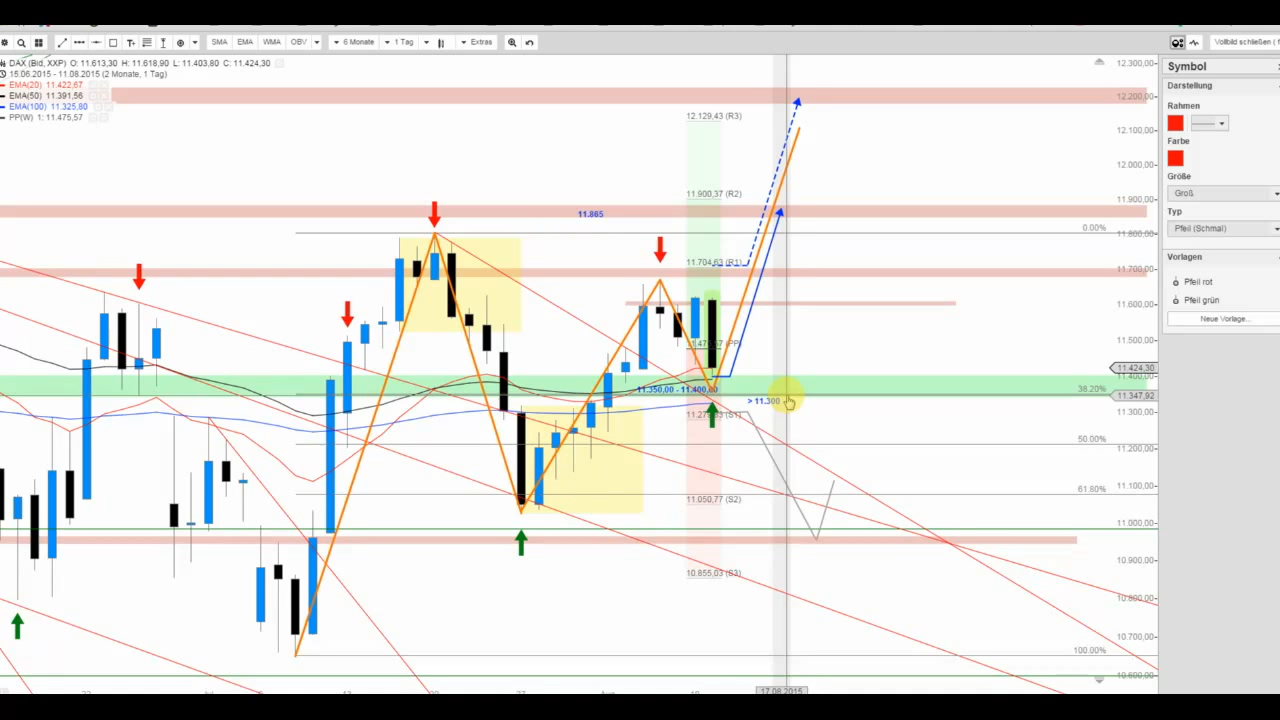 SMA EMA WMA OBV 6 Monate 1 Tag Extras
Vollbild schließen (
DAX (Bid, XXP) O: 11.613,30 H: 11.618,90 L: 11.403,80 C: 11.424,30
15.06.2015 - 11.08.2015 (2 Monate, 1 Tag)
EMA(20) 11.422,67
EMA(50) 11.391,56
EMA(100) 11.325,80
PP(W) 1: 11.475,57
12.129,43 (R3)
11.900,37 (R2)
11.865
11.704,63 (R1)
(PP)
11.350,00 - 11.400,00
> 11.300
(S1)
11.050,77 (S2)
10.855,03 (S3)
0.00%
38.20%
50.00%
61.80%
100.00%
12.300,00
12.200,00
12.100,00
12.000,00
11.900,00
11.800,00
11.700,00
11.600,00
11.500,00
11.424,30
11.400,00
11.347,92
11.300,00
11.200,00
11.100,00
11.000,00
10.900,00
10.800,00
10.700,00
10.600,00
17.08.2015
Symbol
Darstellung
Rahmen
Farbe
Größe
Groß
Typ
Pfeil (Schmal)
Vorlagen
Pfeil rot
Pfeil grün
Neue Vorlage...